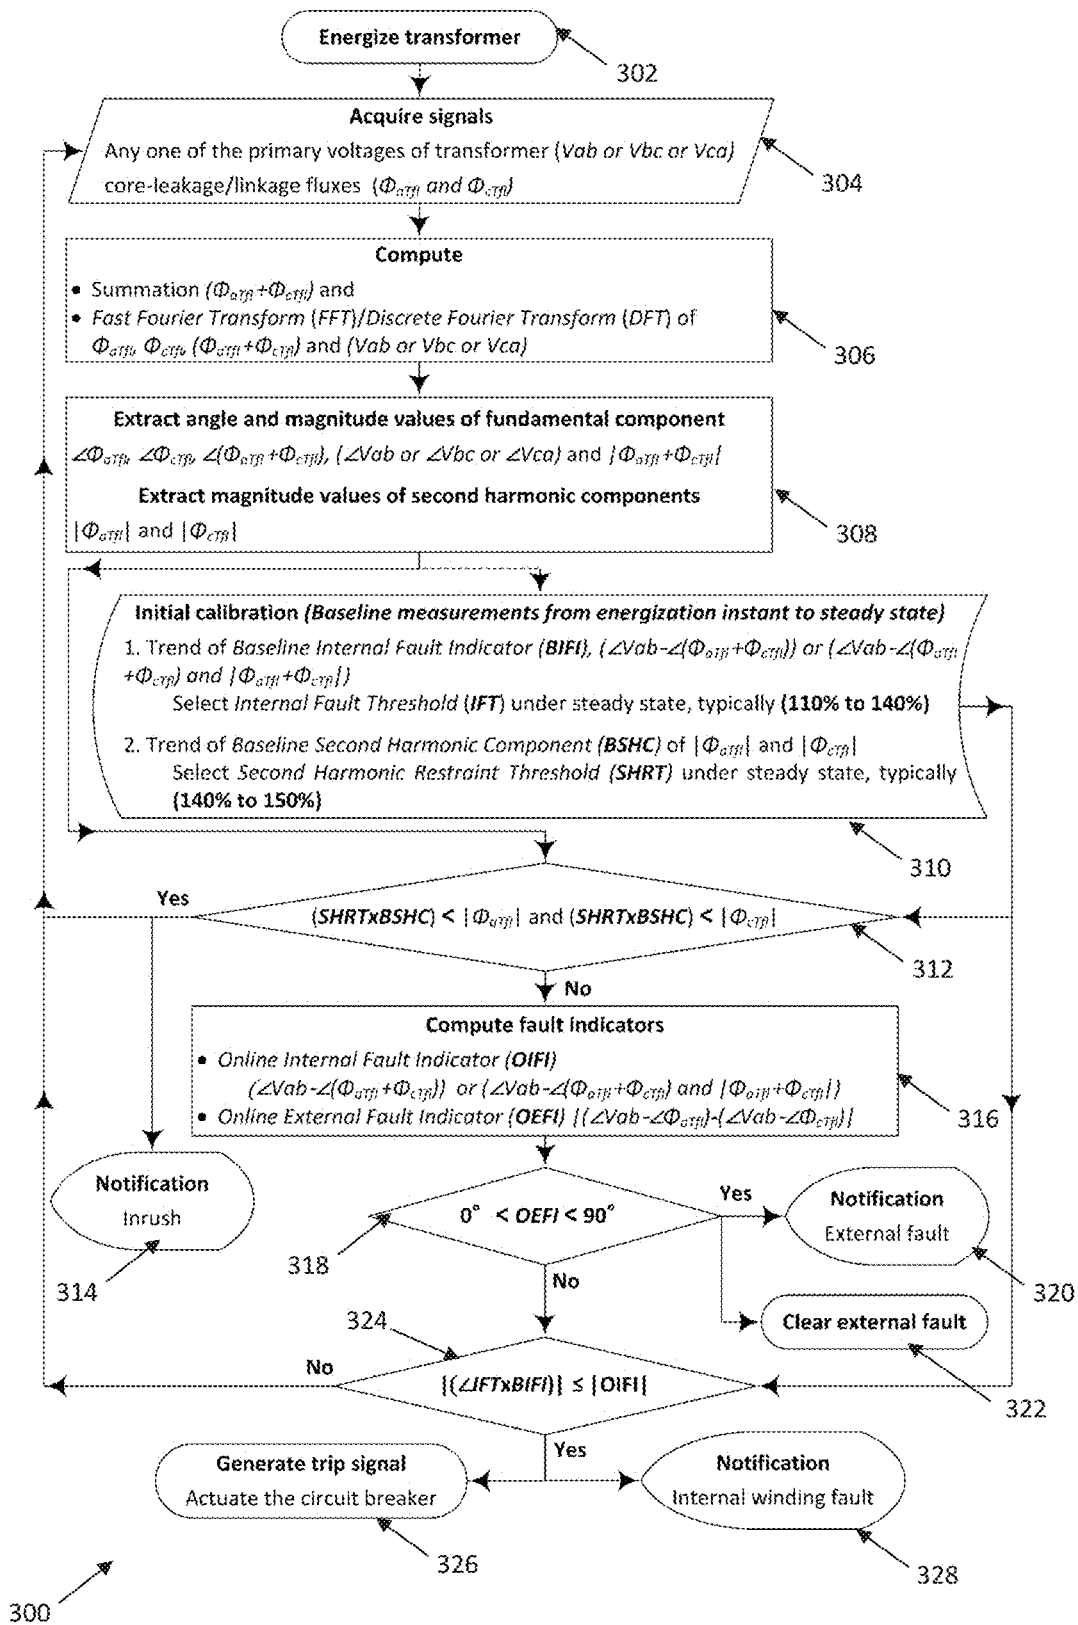 Energize transformer
302
Acquire signals
Any one of the primary voltages of transformer (Vab or Vbc or Vca)
core-leakage/linkage fluxes (ΦaTfl and ΦcTfl)
304
Compute
• Summation (ΦaTfl+ΦcTfl) and
• Fast Fourier Transform (FFT)/Discrete Fourier Transform (DFT) of
ΦaTfl, ΦcTfl, (ΦaTfl+ΦcTfl) and (Vab or Vbc or Vca)
306
Extract angle and magnitude values of fundamental component
∠ΦaTfl, ∠ΦcTfl, ∠(ΦaTfl+ΦcTfl), (∠Vab or ∠Vbc or ∠Vca) and |ΦaTfl+ΦcTfl|
Extract magnitude values of second harmonic components
|ΦaTfl| and |ΦcTfl|
308
Initial calibration (Baseline measurements from energization instant to steady state)
1. Trend of Baseline Internal Fault Indicator (BIFI), (∠Vab-∠(ΦaTfl+ΦcTfl)) or (∠Vab-∠(ΦaTfl
+ΦcTfl) and |ΦaTfl+ΦcTfl|)
Select Internal Fault Threshold (IFT) under steady state, typically (110% to 140%)
2. Trend of Baseline Second Harmonic Component (BSHC) of |ΦaTfl| and |ΦcTfl|
Select Second Harmonic Restraint Threshold (SHRT) under steady state, typically
(140% to 150%)
310
Yes
(SHRTxBSHC) < |ΦaTfl| and (SHRTxBSHC) < |ΦcTfl|
312
No
Compute fault indicators
• Online Internal Fault Indicator (OIFI)
(∠Vab-∠(ΦaTfl+ΦcTfl)) or (∠Vab-∠(ΦaTfl+ΦcTfl) and |ΦaTfl+ΦcTfl|)
• Online External Fault Indicator (OEFI) |(∠Vab-∠ΦaTfl)-(∠Vab-∠ΦcTfl)|
316
Notification
Inrush
314
0° < OEFI < 90°
318
Yes
Notification
External fault
320
No
Clear external fault
322
324
No
|(∠IFTxBIFI)| ≤ |OIFI|
Yes
Generate trip signal
Actuate the circuit breaker
326
Notification
Internal winding fault
328
300